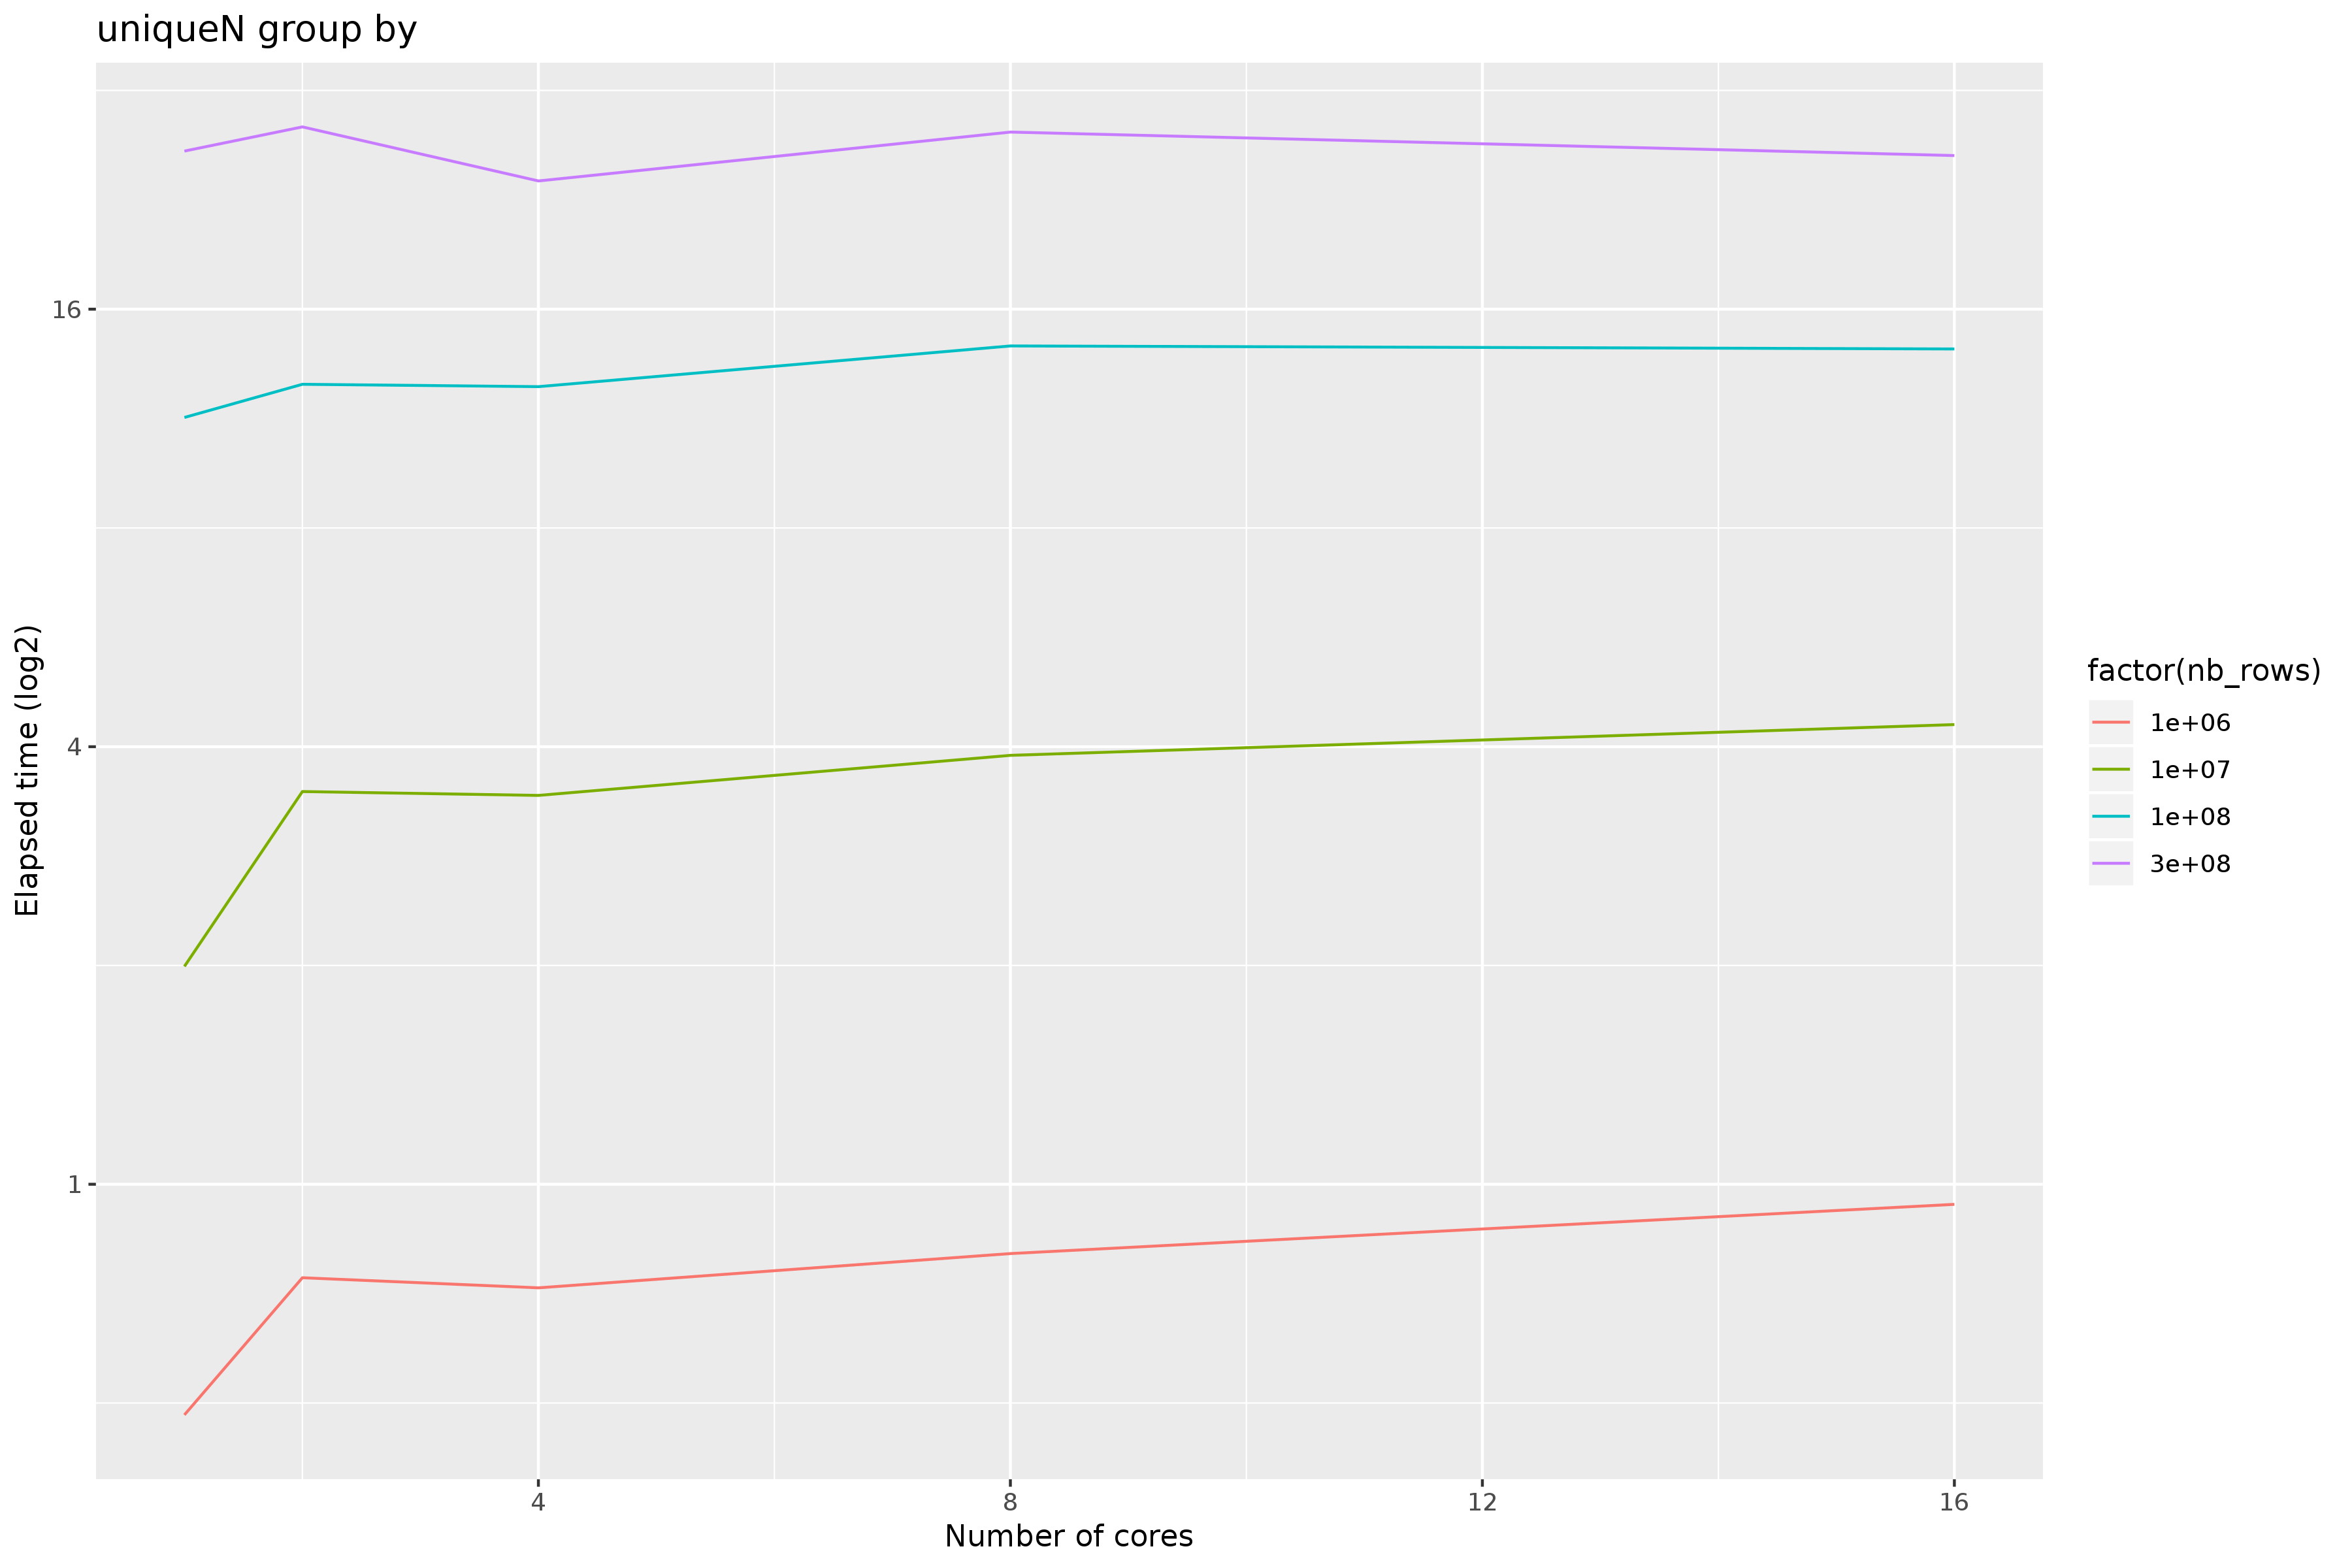 uniqueN group by
Elapsed time (log2)
16
4
1
4
8
12
16
Number of cores
factor(nb_rows)
1e+06
1e+07
1e+08
3e+08